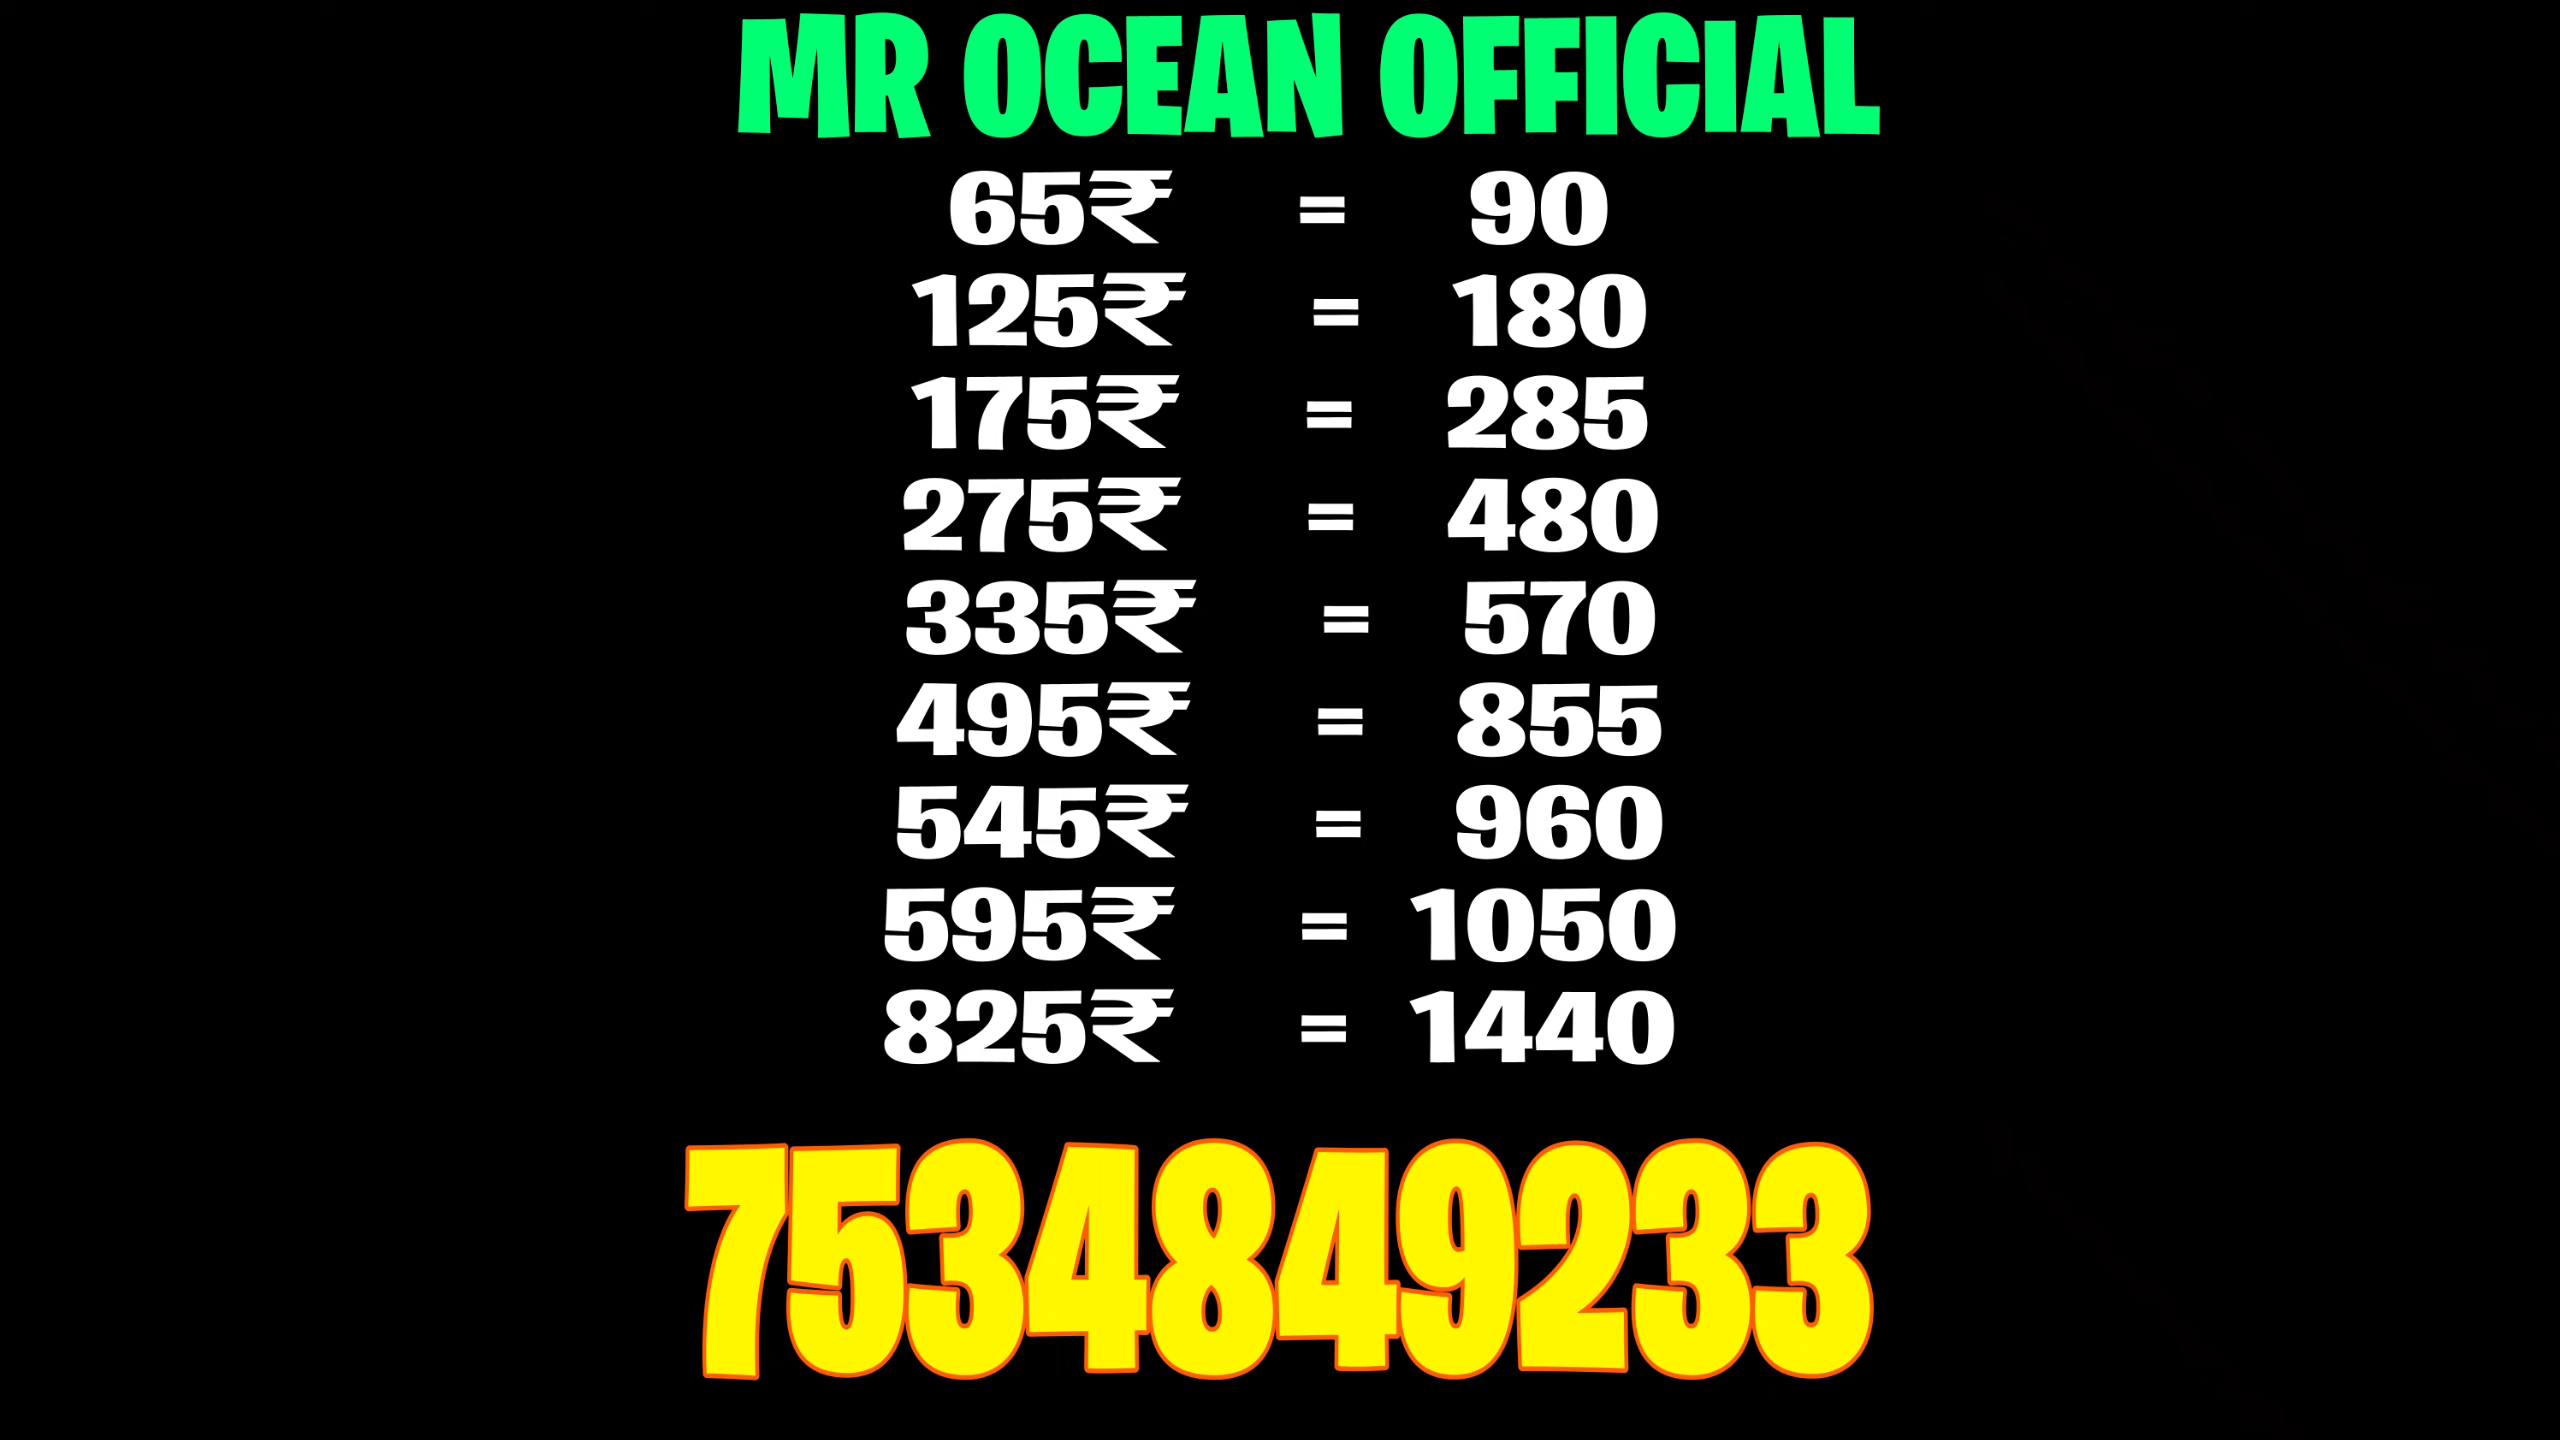 MR OCEAN OFFICIAL
65₹ = 90
125₹ = 180
175₹ = 285
275₹ = 480
335₹ = 570
495₹ = 855
545₹ = 960
595₹ = 1050
825₹ = 1440
7534849233